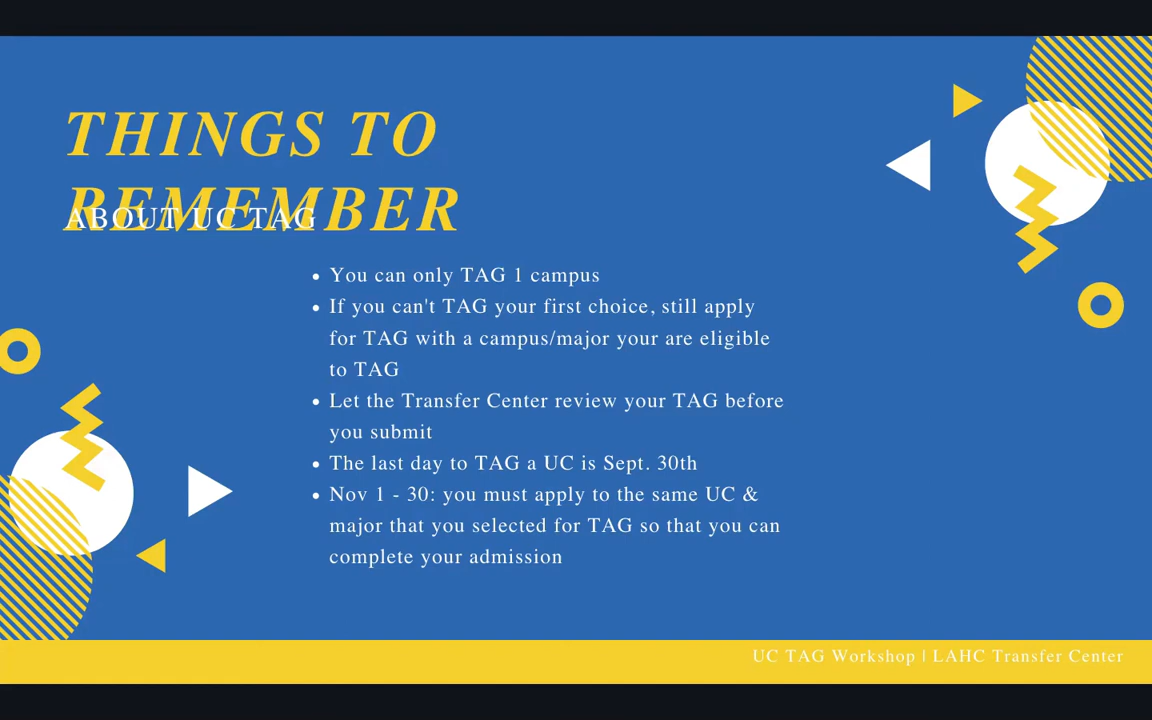 THINGS TO
REMEMBER
ABOUT UC TAG
• You can only TAG 1 campus
• If you can't TAG your first choice, still apply
for TAG with a campus/major your are eligible
to TAG
• Let the Transfer Center review your TAG before
you submit
• The last day to TAG a UC is Sept. 30th
• Nov 1 - 30: you must apply to the same UC &
major that you selected for TAG so that you can
complete your admission
UC TAG Workshop | LAHC Transfer Center